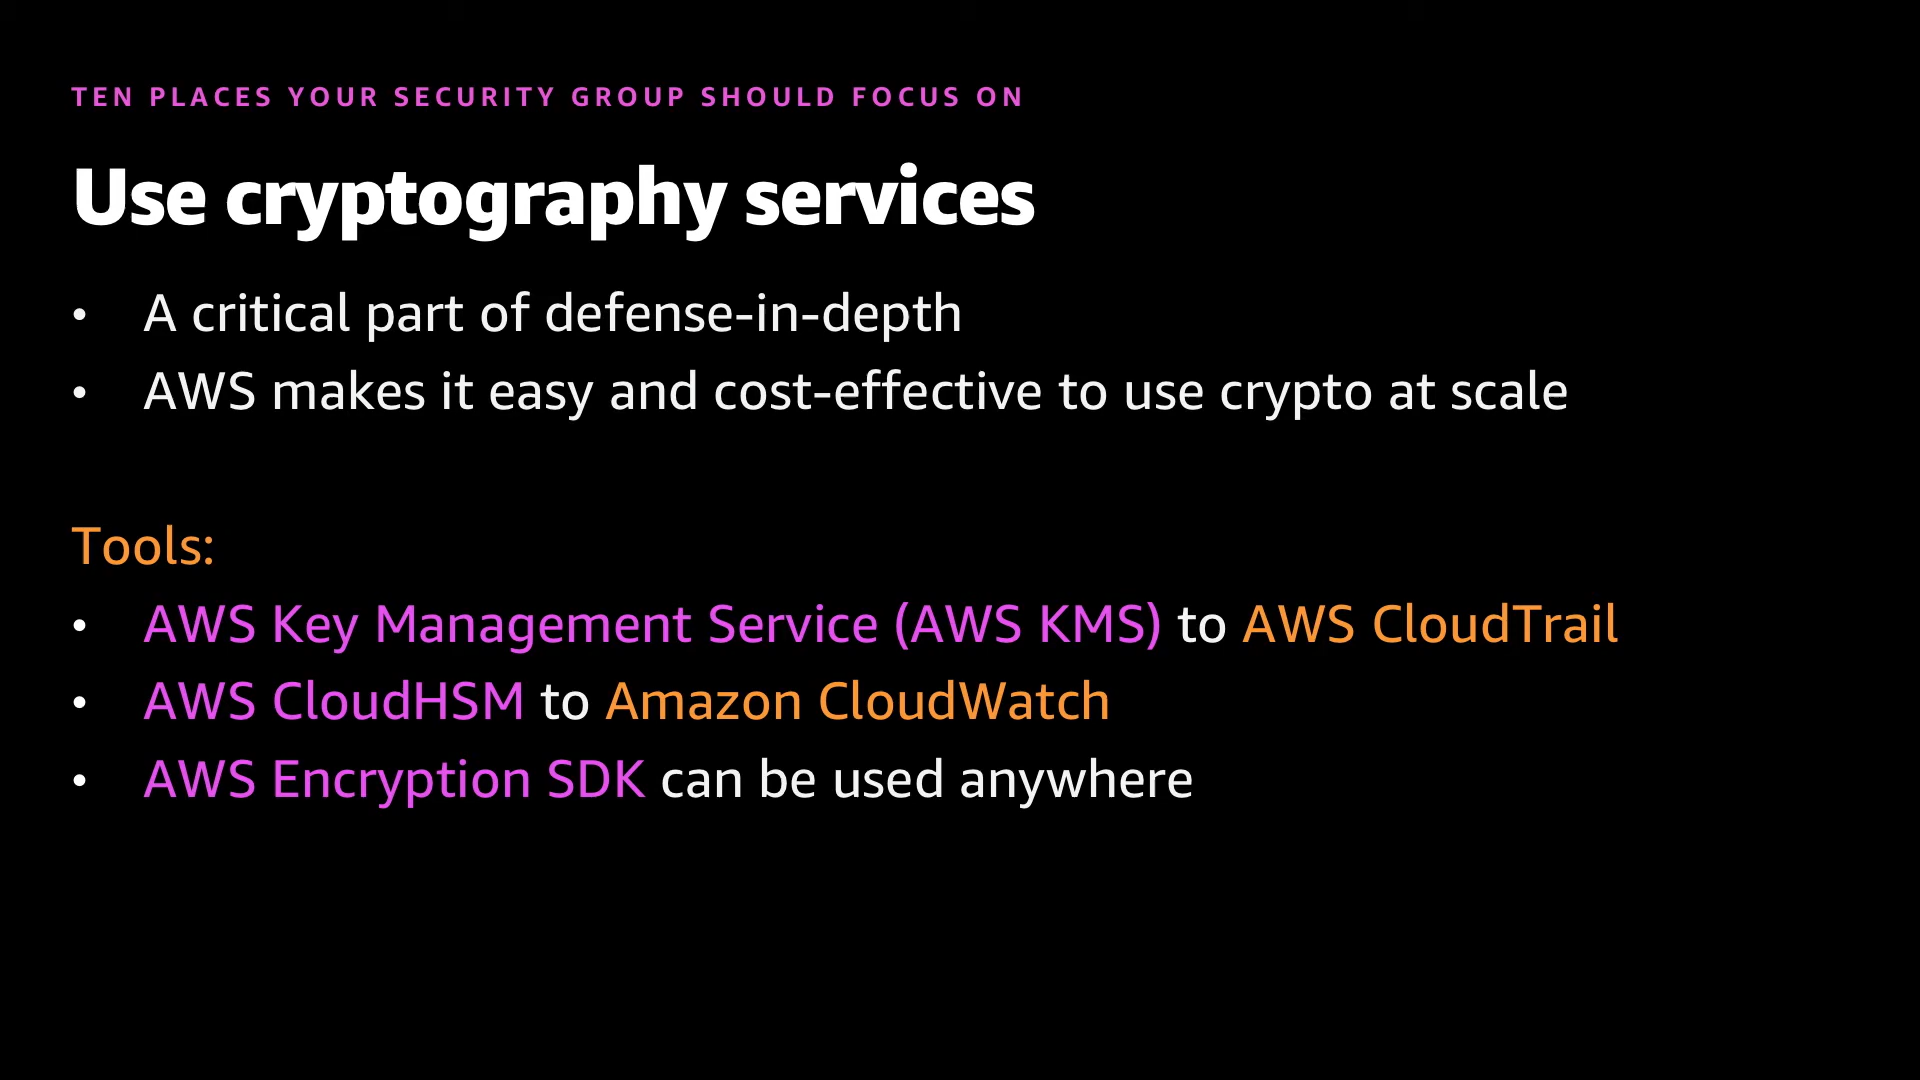 TEN PLACES YOUR SECURITY GROUP SHOULD FOCUS ON
Use cryptography services
• A critical part of defense-in-depth
• AWS makes it easy and cost-effective to use crypto at scale
Tools:
• AWS Key Management Service (AWS KMS) to AWS CloudTrail
• AWS CloudHSM to Amazon CloudWatch
• AWS Encryption SDK can be used anywhere